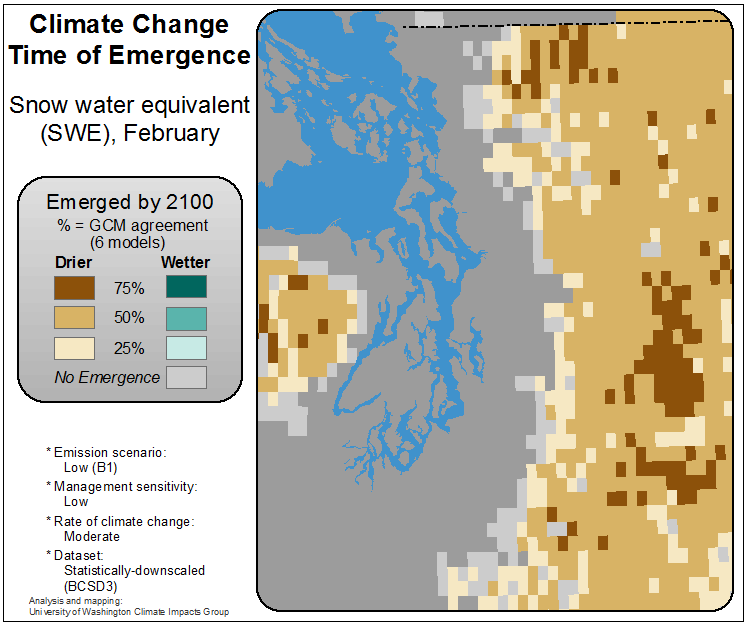 Climate Change
Time of Emergence
Snow water equivalent
(SWE), February
Emerged by 2100
% = GCM agreement
(6 models)
Drier Wetter
75%
50%
25%
No Emergence
* Emission scenario:
Low (B1)
* Management sensitivity:
Low
* Rate of climate change:
Moderate
* Dataset:
Statistically-downscaled
(BCSD3)
Analysis and mapping:
University of Washington Climate Impacts Group